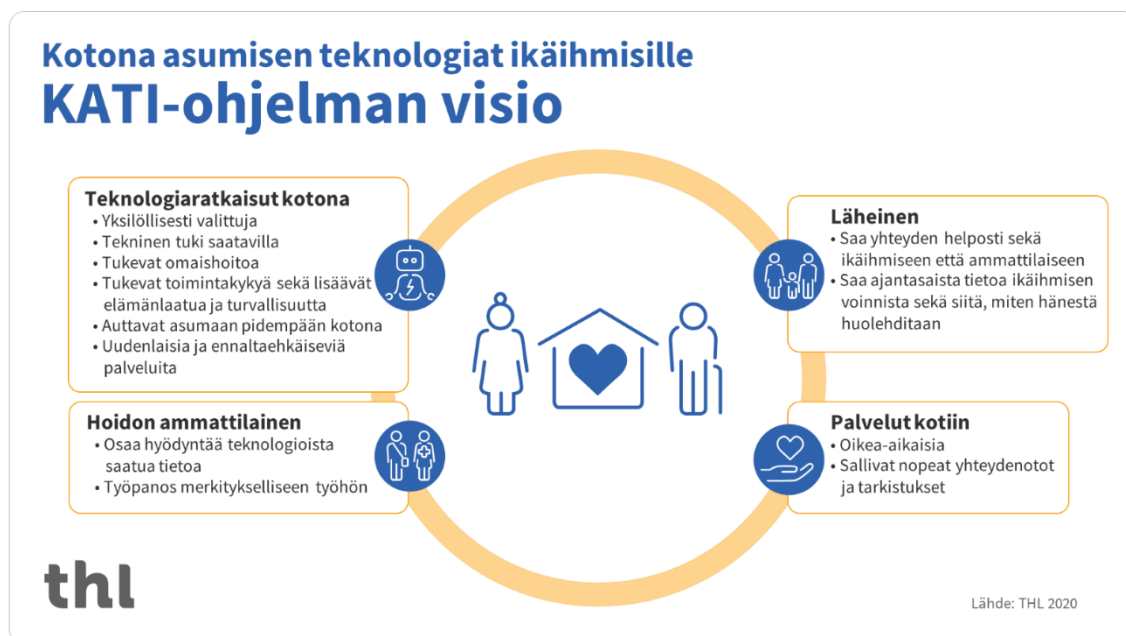 Kotona asumisen teknologiat ikäihmisille
KATI-ohjelman visio
Teknologiaratkaisut kotona
• Yksilöllisesti valittuja
• Tekninen tuki saatavilla
• Tukevat omaishoitoa
• Tukevat toimintakykyä sekä lisäävät
elämänlaatua ja turvallisuutta
• Auttavat asumaan pidempään kotona
• Uudenlaisia ja ennaltaehkäiseviä
palveluita
Hoidon ammattilainen
• Osaa hyödyntää teknologioista
saatua tietoa
• Työpanos merkitykselliseen työhön
Läheinen
• Saa yhteyden helposti sekä
ikäihmiseen että ammattilaiseen
• Saa ajantasaista tietoa ikäihmisen
voinnista sekä siitä, miten hänestä
huolehditaan
Palvelut kotiin
• Oikea-aikaisia
• Sallivat nopeat yhteydenotot
ja tarkistukset
thl
Lähde: THL 2020